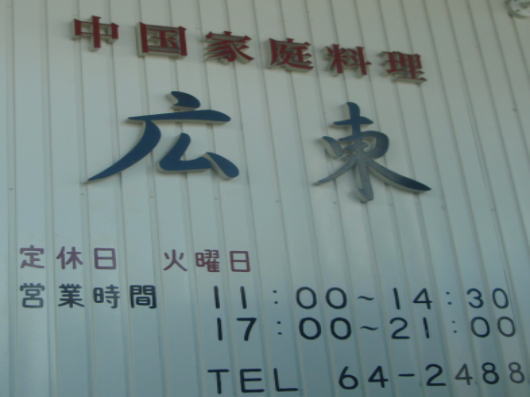 中国家庭料理
広東
定休日 火曜日
営業時間 11:00~14:30
17:00~21:00
TEL 64-2488